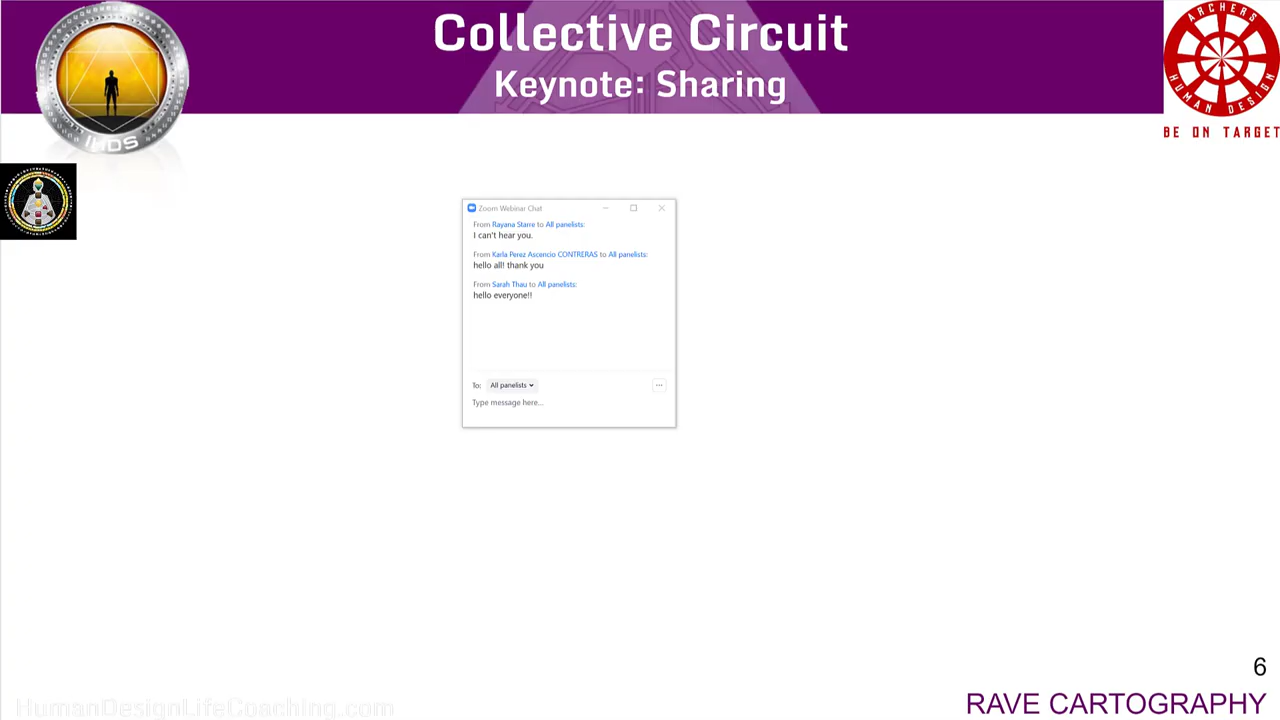 Collective Circuit
Keynote: Sharing
IHDS
ARCHERS
HUMAN DESIGN
BE ON TARGET
Zoom Webinar Chat
From Rayana Starre to All panelists:
I can't hear you.
From Karla Perez Ascencio CONTRERAS to All panelists:
hello all! thank you
From Sarah Thau to All panelists:
hello everyone!!
To: All panelists
Type message here...
6
HumanDesignLifeCoaching.com
RAVE CARTOGRAPHY